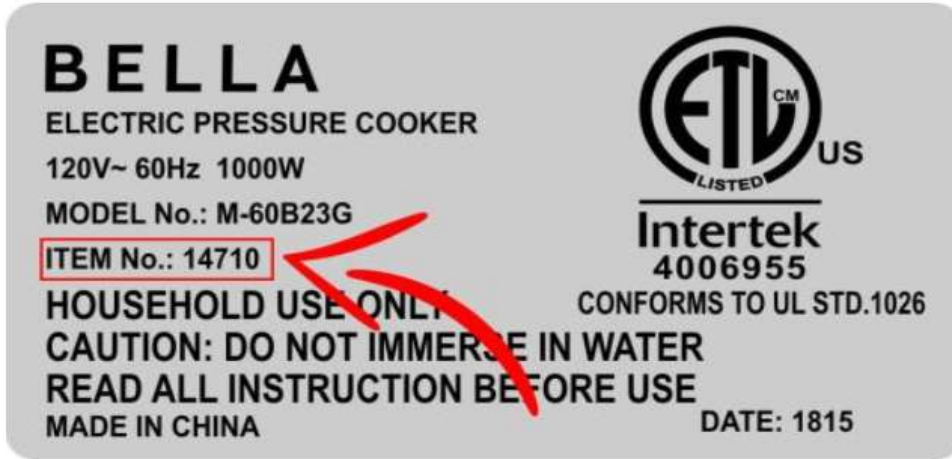 BELLA
ELECTRIC PRESSURE COOKER
120V~ 60Hz 1000W
MODEL No.: M-60B23G
ITEM No.: 14710
HOUSEHOLD USE ONLY
CAUTION: DO NOT IMMERSE IN WATER
READ ALL INSTRUCTION BEFORE USE
MADE IN CHINA
ETL CM
US
LISTED
Intertek
4006955
CONFORMS TO UL STD.1026
DATE: 1815